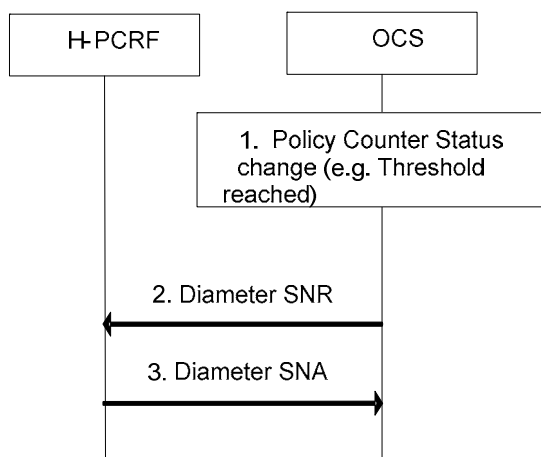 H-PCRF
OCS
1. Policy Counter Status
change (e.g. Threshold
reached)
2. Diameter SNR
3. Diameter SNA